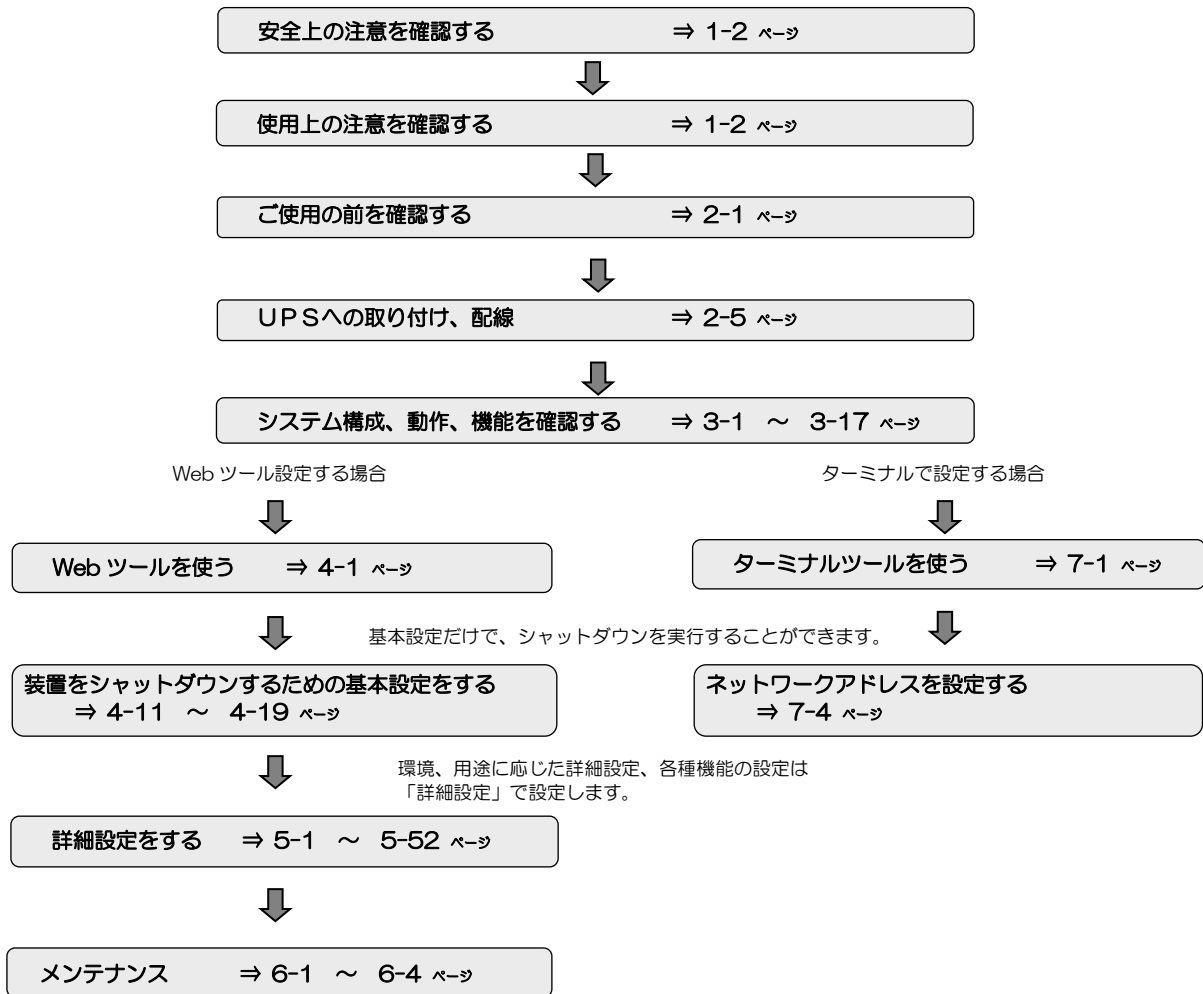 安全上の注意を確認する ⇒ 1-2 ページ
使用上の注意を確認する ⇒ 1-2 ページ
ご使用の前を確認する ⇒ 2-1 ページ
UPSへの取り付け、配線 ⇒ 2-5 ページ
システム構成、動作、機能を確認する ⇒ 3-1 ~ 3-17 ページ
Web ツール設定する場合
ターミナルで設定する場合
Web ツールを使う ⇒ 4-1 ページ
ターミナルツールを使う ⇒ 7-1 ページ
基本設定だけで、シャットダウンを実行することができます。
装置をシャットダウンするための基本設定をする
⇒ 4-11 ~ 4-19 ページ
ネットワークアドレスを設定する
⇒ 7-4 ページ
環境、用途に応じた詳細設定、各種機能の設定は
「詳細設定」で設定します。
詳細設定をする ⇒ 5-1 ~ 5-52 ページ
メンテナンス ⇒ 6-1 ~ 6-4 ページ